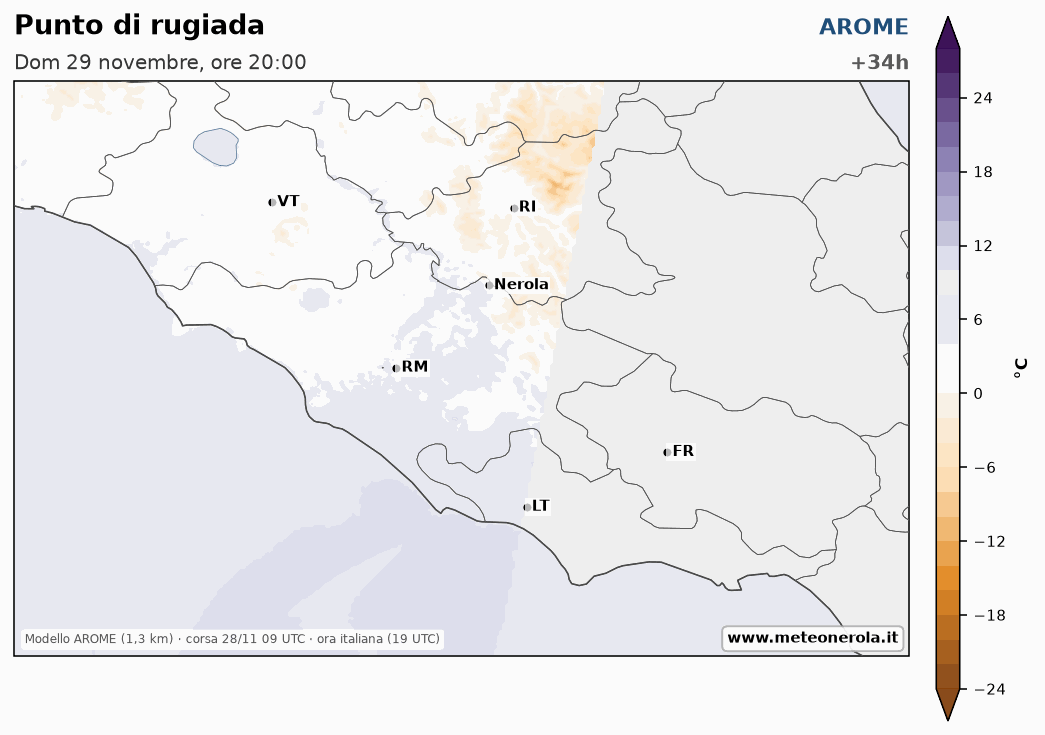 Punto di rugiada
AROME
Dom 29 novembre, ore 20:00
+34h
24
18
12
6
0
−6
−12
−18
−24
°C
VT
RI
Nerola
RM
FR
LT
Modello AROME (1,3 km) · corsa 28/11 09 UTC · ora italiana (19 UTC)
www.meteonerola.it